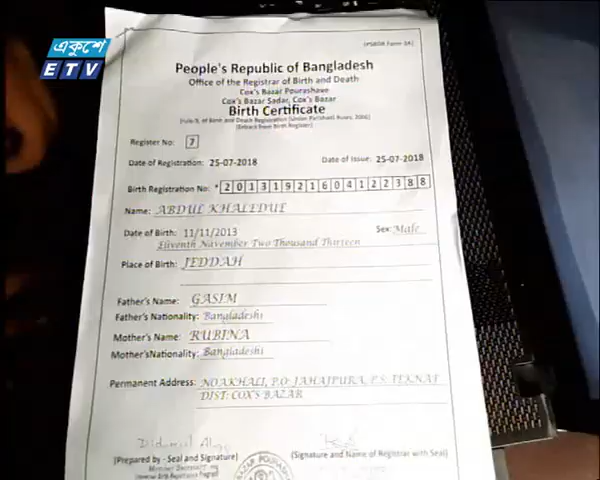 একুশে
ETV
People's Republic of Bangladesh
Office of the Registrar of Birth and Death
Cox's Bazar Pourashava
Cox's Bazar Sadar, Cox's Bazar
Birth Certificate
(Extract from Birth Register)
Register No: 7
Date of Registration: 25-07-2018 Date of Issue: 25-07-2018
Birth Registration No: * 20131921604122388
Name: ABDUL KHALEDUE
Date of Birth: 11/11/2013 Sex: Male
Eliventh November Two Thousand Thirteen
Place of Birth: JEDDAH
Father's Name: GASIM
Father's Nationality: Bangladeshi
Mother's Name: RUBINA
Mother'sNationality: Bangladeshi
Permanent Address: NOAKHALI, P.O: JAHAJPURA, P.S: TEKNAF
DIST: COX'S BAZAR
(Prepared by - Seal and Signature) (Signature and Name of Registrar with Seal)